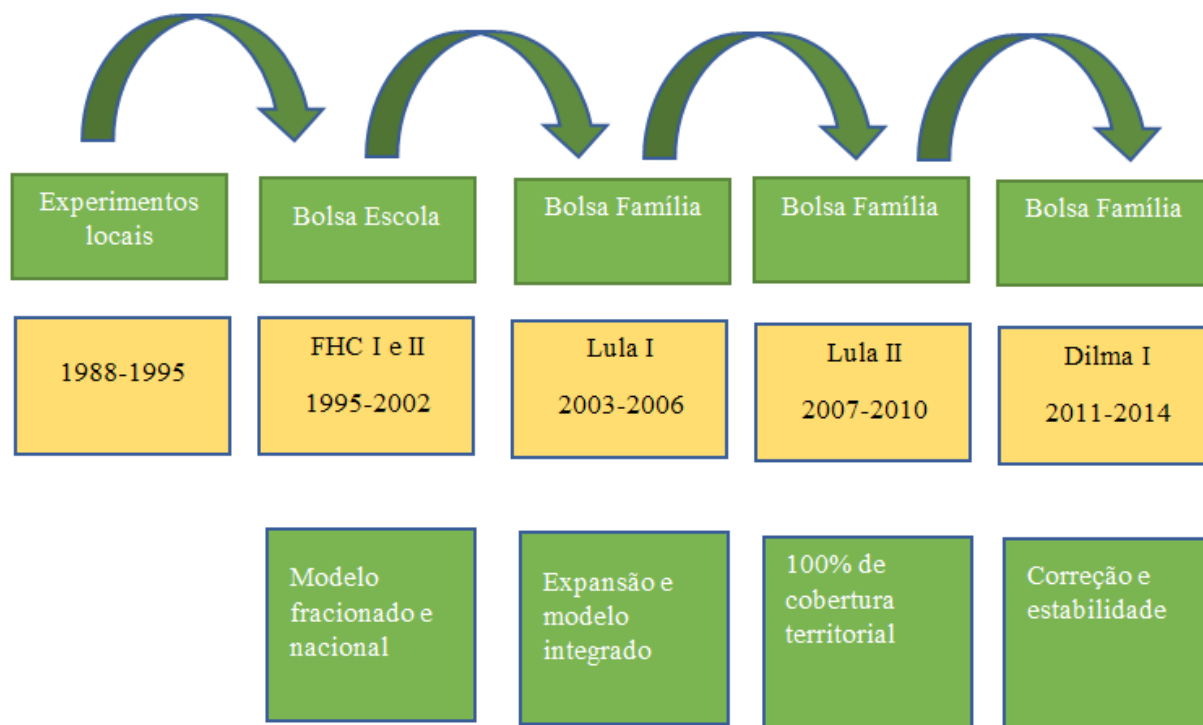 Experimentos
locais
Bolsa Escola
Bolsa Família
Bolsa Família
Bolsa Família
1988-1995
FHC I e II
1995-2002
Lula I
2003-2006
Lula II
2007-2010
Dilma I
2011-2014
Modelo
fracionado e
nacional
Expansão e
modelo
integrado
100% de
cobertura
territorial
Correção e
estabilidade